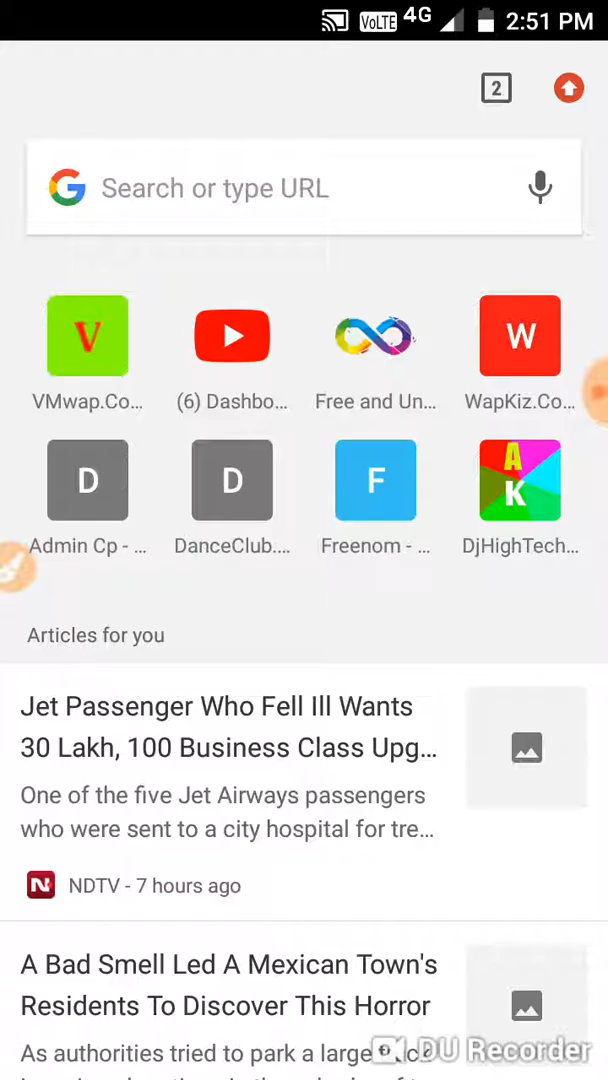 VoLTE 4G 2:51 PM
2
Search or type URL
V W
VMwap.Co... (6) Dashbo... Free and Un... WapKiz.Co...
D D F A K
Admin Cp - ... DanceClub.... Freenom - ... DjHighTech...
Articles for you
Jet Passenger Who Fell Ill Wants
30 Lakh, 100 Business Class Upg...
One of the five Jet Airways passengers
who were sent to a city hospital for tre...
N NDTV - 7 hours ago
A Bad Smell Led A Mexican Town's
Residents To Discover This Horror
As authorities tried to park a large
DU Recorder